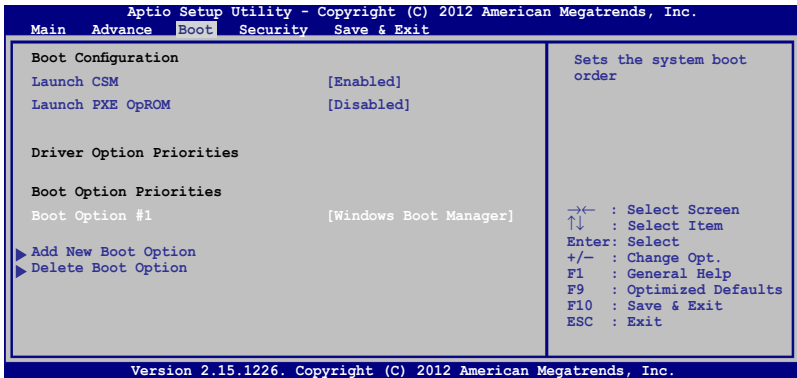 Aptio Setup Utility - Copyright (C) 2012 American Megatrends, Inc.
Main Advance Boot Security Save & Exit
Boot Configuration
Launch CSM [Enabled]
Launch PXE OpROM [Disabled]
Driver Option Priorities
Boot Option Priorities
Boot Option #1 [Windows Boot Manager]
Add New Boot Option
Delete Boot Option
Sets the system boot
order
→← : Select Screen
↑↓ : Select Item
Enter: Select
+/— : Change Opt.
F1 : General Help
F9 : Optimized Defaults
F10 : Save & Exit
ESC : Exit
Version 2.15.1226. Copyright (C) 2012 American Megatrends, Inc.